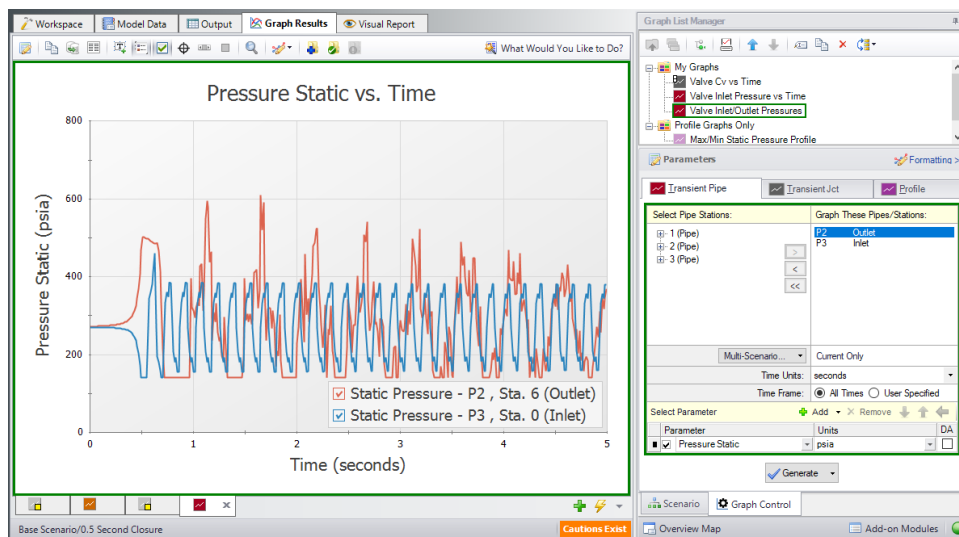 Workspace
Model Data
Output
Graph Results
Visual Report
What Would You Like to Do?
Pressure Static vs. Time
Pressure Static (psia)
800
600
400
200
0
0 1 2 3 4 5
Time (seconds)
Static Pressure - P2 , Sta. 6 (Outlet)
Static Pressure - P3 , Sta. 0 (Inlet)
Base Scenario/0.5 Second Closure
Cautions Exist
Graph List Manager
My Graphs
Valve Cv vs Time
Valve Inlet Pressure vs Time
Valve Inlet/Outlet Pressures
Profile Graphs Only
Max/Min Static Pressure Profile
Parameters
Formatting >
Transient Pipe
Transient Jct
Profile
Select Pipe Stations:
1 (Pipe)
2 (Pipe)
3 (Pipe)
>
<
<<
Graph These Pipes/Stations:
P2 Outlet
P3 Inlet
Multi-Scenario...
Current Only
Time Units: seconds
Time Frame: All Times User Specified
Select Parameter
Add Remove
Parameter Units DA
Pressure Static psia
Generate
Scenario
Graph Control
Overview Map
Add-on Modules